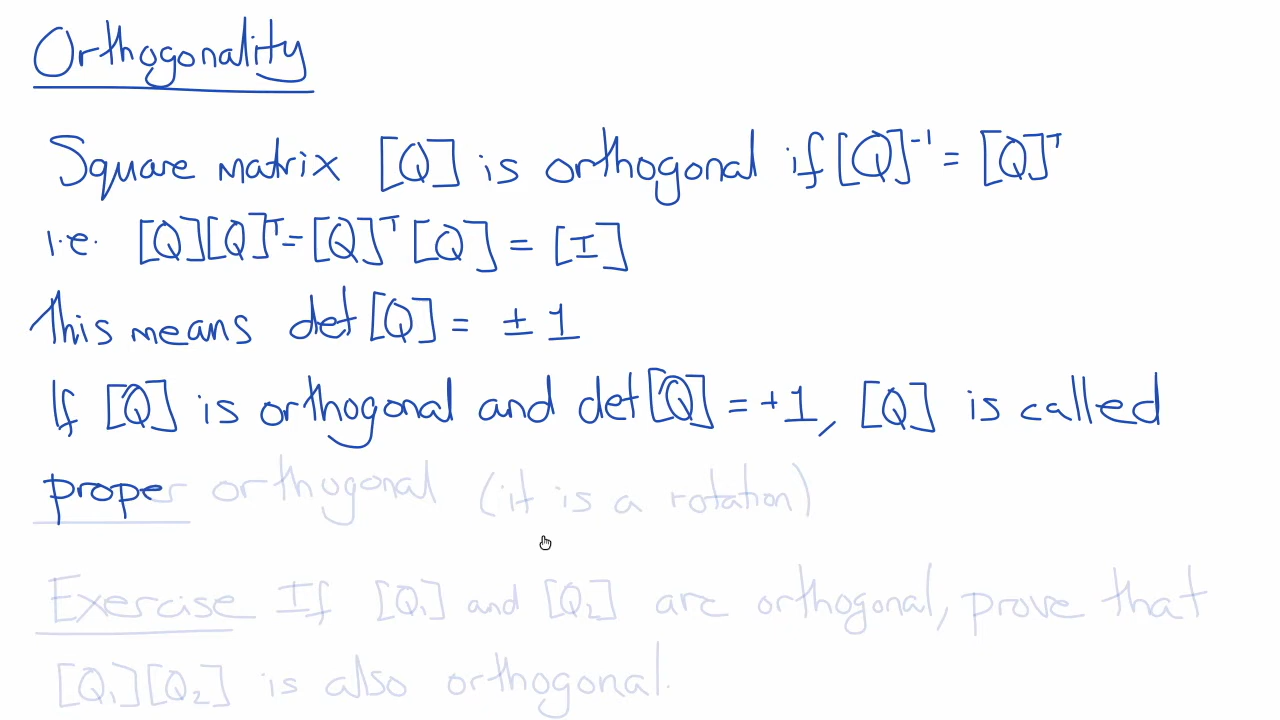 Orthogonality
Square matrix [Q] is orthogonal if [Q]⁻¹ = [Q]ᵀ
i.e. [Q][Q]ᵀ = [Q]ᵀ[Q] = [I]
This means det[Q] = ± 1
If [Q] is orthogonal and det[Q] = +1, [Q] is called
proper orthogonal (it is a rotation)
Exercise If [Q₁] and [Q₂] are orthogonal, prove that
[Q₁][Q₂] is also orthogonal.